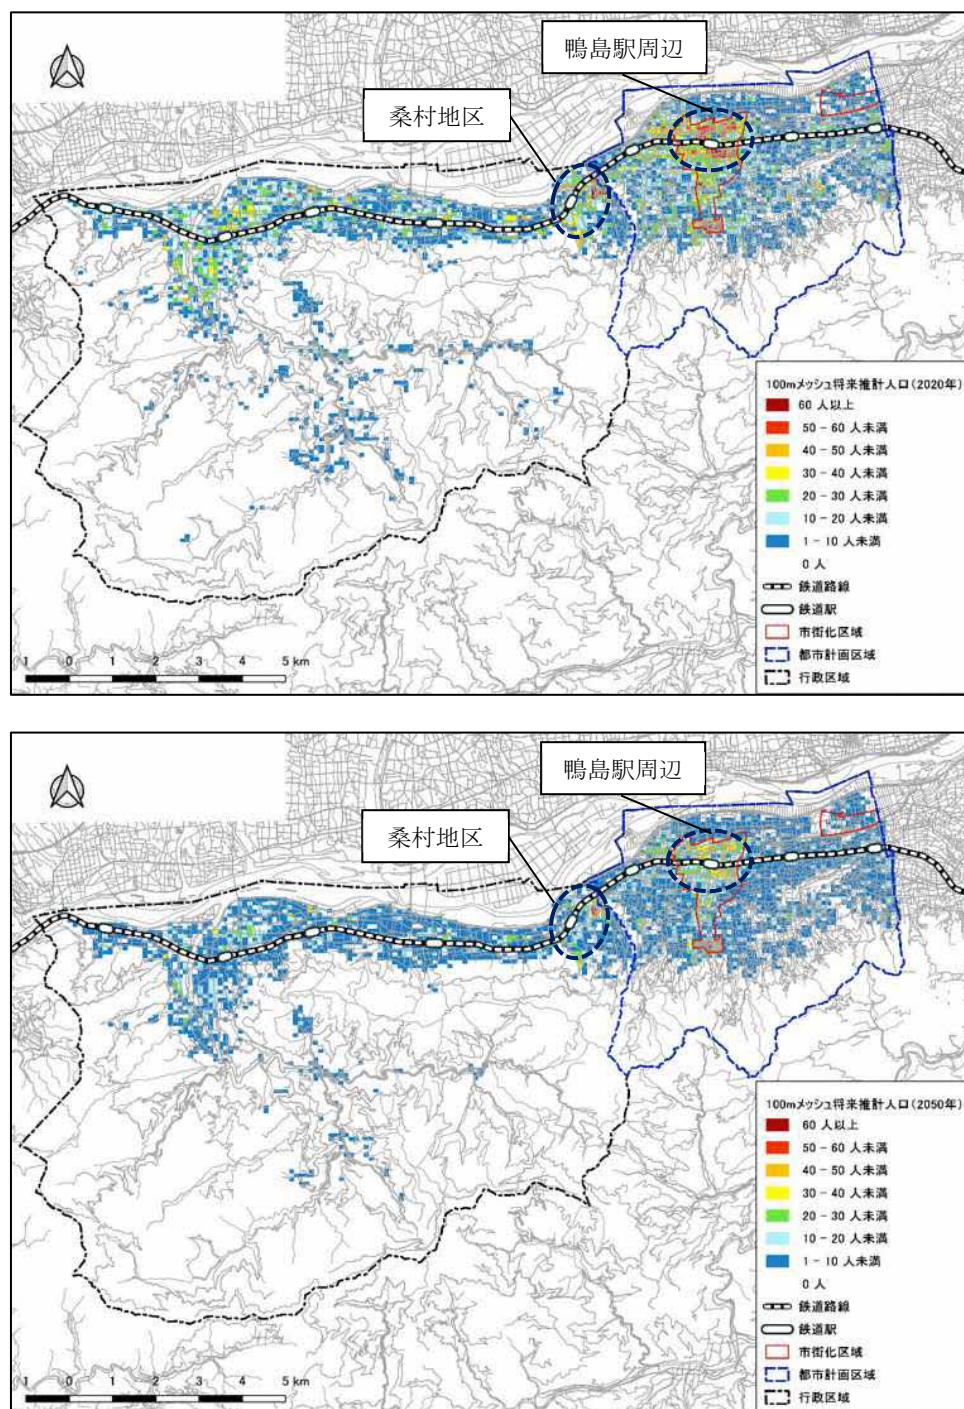 鴨島駅周辺
桑村地区
100mメッシュ将来推計人口(2020年)
60 人以上
50 - 60 人未満
40 - 50 人未満
30 - 40 人未満
20 - 30 人未満
10 - 20 人未満
1 - 10 人未満
0 人
鉄道路線
鉄道駅
市街化区域
都市計画区域
行政区域
1 0 1 2 3 4 5 km
鴨島駅周辺
桑村地区
100mメッシュ将来推計人口(2050年)
60 人以上
50 - 60 人未満
40 - 50 人未満
30 - 40 人未満
20 - 30 人未満
10 - 20 人未満
1 - 10 人未満
0 人
鉄道路線
鉄道駅
市街化区域
都市計画区域
行政区域
1 0 1 2 3 4 5 km